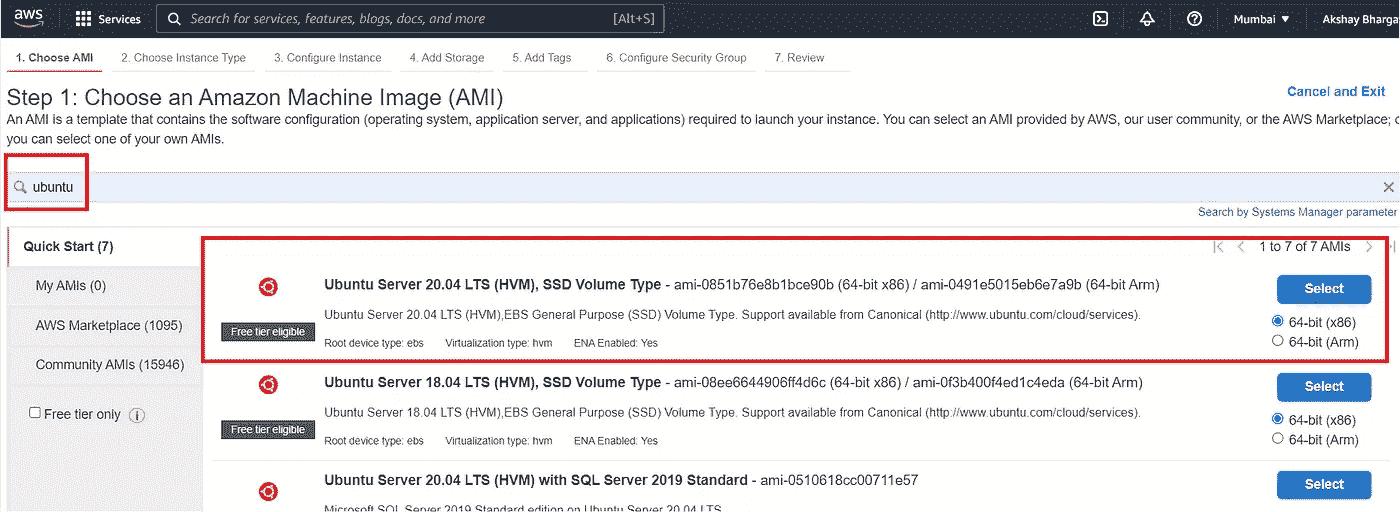 aws Services Search for services, features, blogs, docs, and more [Alt+S] Mumbai ▼ Akshay Bharga
1. Choose AMI 2. Choose Instance Type 3. Configure Instance 4. Add Storage 5. Add Tags 6. Configure Security Group 7. Review
Step 1: Choose an Amazon Machine Image (AMI)
Cancel and Exit
An AMI is a template that contains the software configuration (operating system, application server, and applications) required to launch your instance. You can select an AMI provided by AWS, our user community, or the AWS Marketplace;
you can select one of your own AMIs.
ubuntu
Search by Systems Manager parameter
Quick Start (7)
My AMIs (0)
AWS Marketplace (1095)
Community AMIs (15946)
Free tier only
1 to 7 of 7 AMIs
Ubuntu Server 20.04 LTS (HVM), SSD Volume Type - ami-0851b76e8b1bce90b (64-bit x86) / ami-0491e5015eb6e7a9b (64-bit Arm)
Select
Free tier eligible
Ubuntu Server 20.04 LTS (HVM),EBS General Purpose (SSD) Volume Type. Support available from Canonical (http://www.ubuntu.com/cloud/services).
64-bit (x86)
64-bit (Arm)
Root device type: ebs Virtualization type: hvm ENA Enabled: Yes
Ubuntu Server 18.04 LTS (HVM), SSD Volume Type - ami-08ee6644906ff4d6c (64-bit x86) / ami-0f3b400f4ed1c4eda (64-bit Arm)
Select
Free tier eligible
Ubuntu Server 18.04 LTS (HVM),EBS General Purpose (SSD) Volume Type. Support available from Canonical (http://www.ubuntu.com/cloud/services).
64-bit (x86)
64-bit (Arm)
Root device type: ebs Virtualization type: hvm ENA Enabled: Yes
Ubuntu Server 20.04 LTS (HVM) with SQL Server 2019 Standard - ami-0510618cc00711e57
Select
Microsoft SQL Server 2019 Standard edition on Ubuntu Server 20.04 LTS